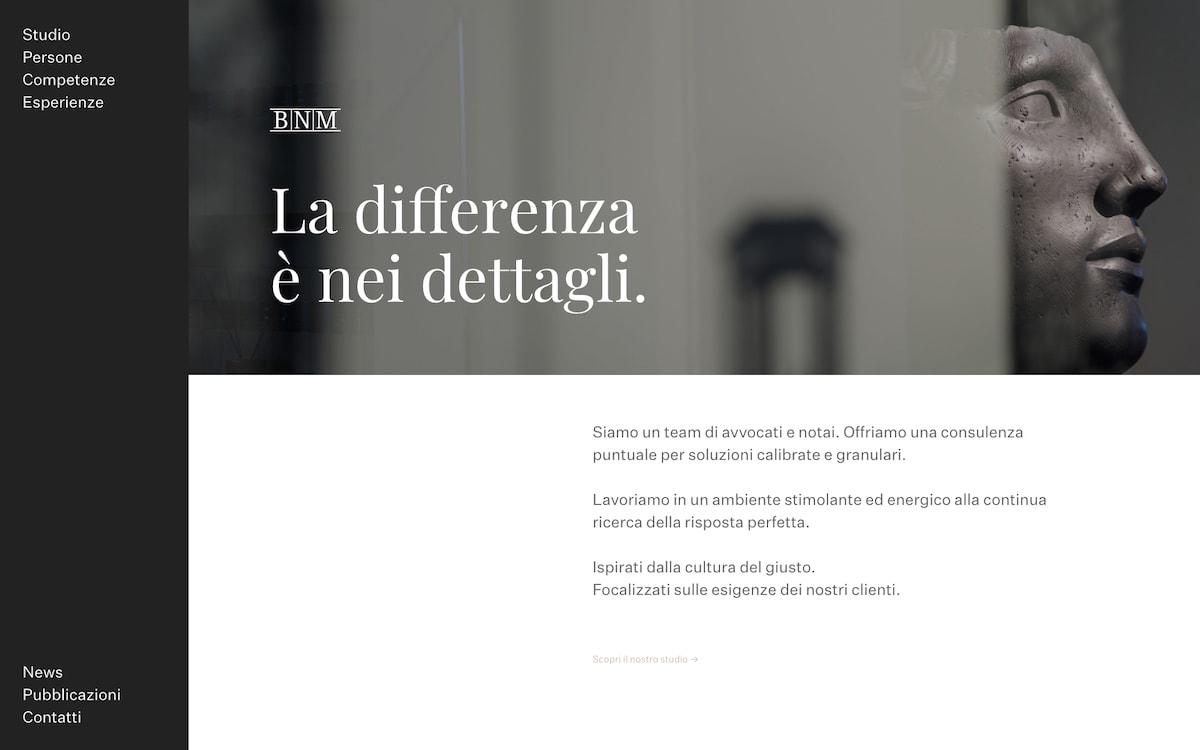 Studio
Persone
Competenze
Esperienze
BNM
La differenza
è nei dettagli.
Siamo un team di avvocati e notai. Offriamo una consulenza
puntuale per soluzioni calibrate e granulari.
Lavoriamo in un ambiente stimolante ed energico alla continua
ricerca della risposta perfetta.
Ispirati dalla cultura del giusto.
Focalizzati sulle esigenze dei nostri clienti.
Scopri il nostro studio →
News
Pubblicazioni
Contatti